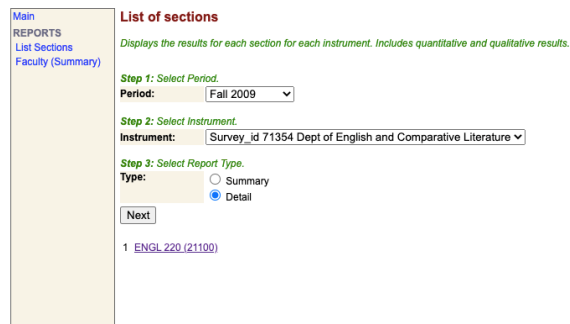 Main
REPORTS
List Sections
Faculty (Summary)
List of sections
Displays the results for each section for each instrument. Includes quantitative and qualitative results.
Step 1: Select Period.
Period: Fall 2009
Step 2: Select Instrument.
Instrument: Survey_id 71354 Dept of English and Comparative Literature
Step 3: Select Report Type.
Type: Summary
Detail
Next
1 ENGL 220 (21100)